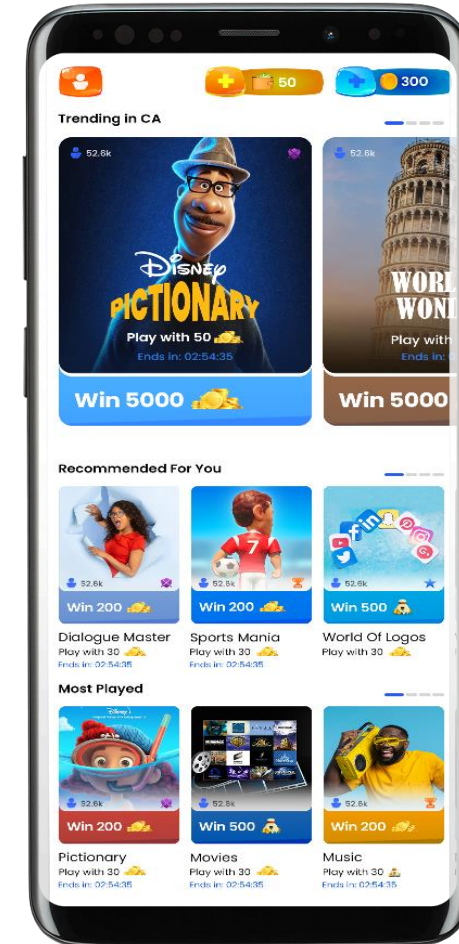 50
300
Trending in CA
52.6k
Disney
PICTIONARY
Play with 50
Ends in: 02:54:35
Win 5000
52.6k
WORL
WON
Play with
Ends in: 0
Win 5000
Recommended For You
52.6k
Win 200
Dialogue Master
Play with 30
Ends in: 02:54:35
7
52.6k
Win 200
Sports Mania
Play with 30
Ends in: 02:54:35
52.6k
Win 500
World Of Logos
Play with 30
Most Played
Disney
52.6k
Win 200
Pictionary
Play with 30
Ends in: 02:54:35
52.6k
Win 500
Movies
Play with 30
Ends in: 02:54:35
52.6k
Win 200
Music
Play with 30
Ends in: 02:54:35